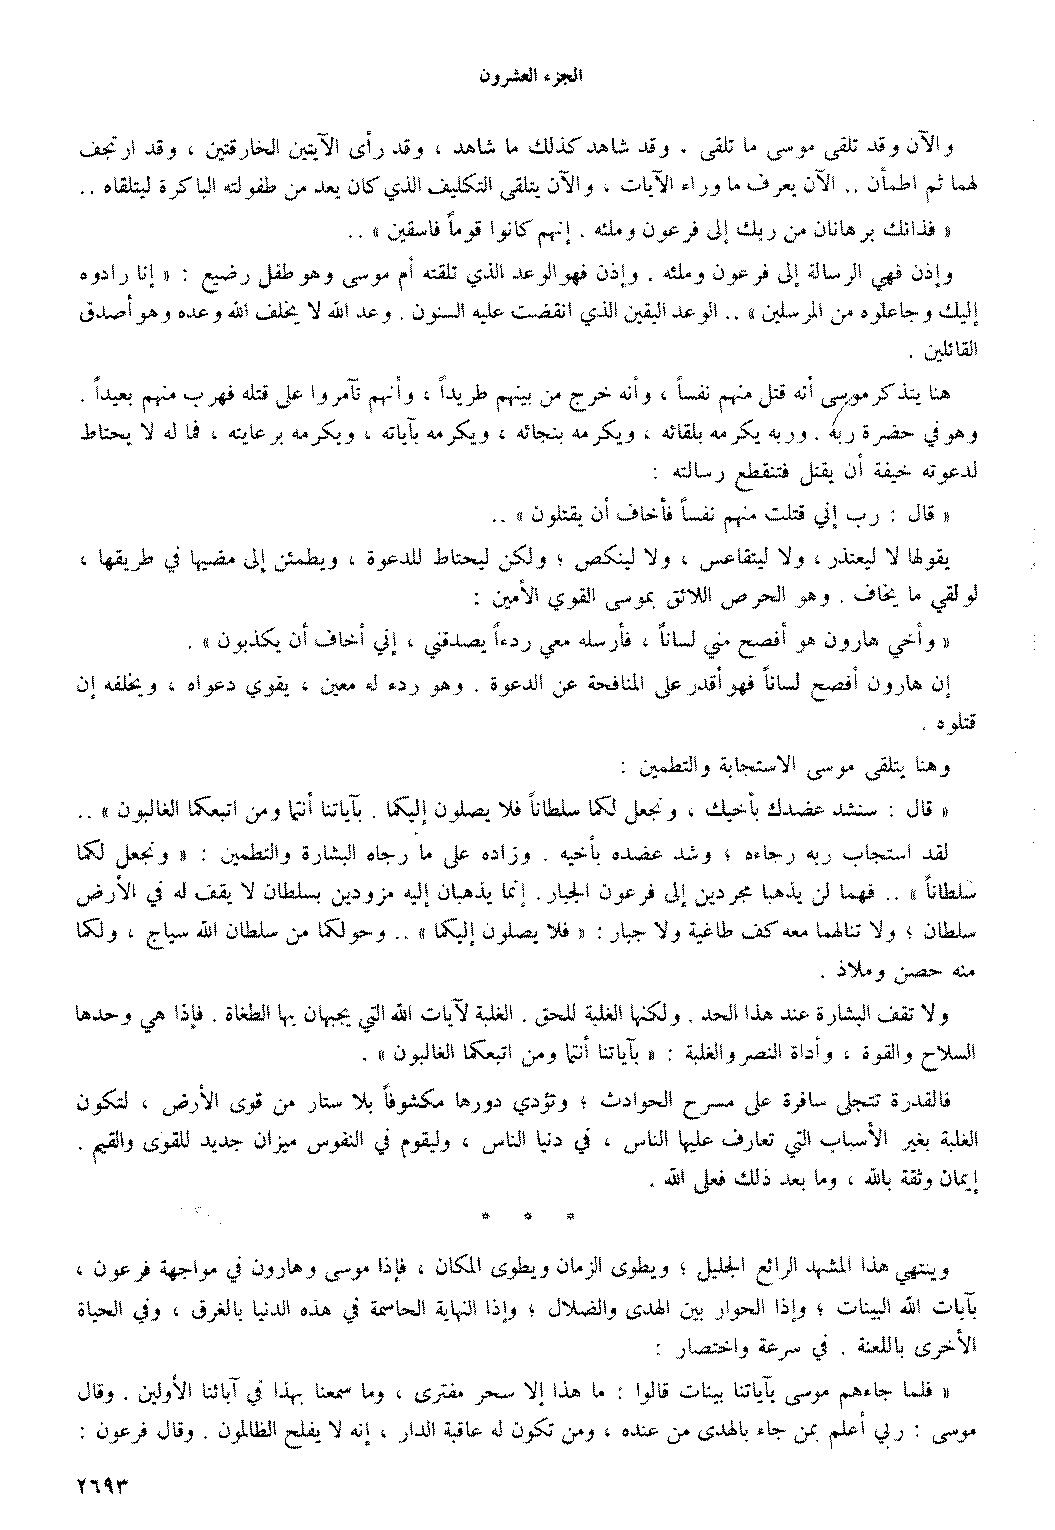 الجزء العشرون
والآن وقد تلقى موسى ما تلقى . وقد شاهد كذلك ما شاهد ، وقد رأى الآيتين الخارقتين ، وقد ارتجف
لهما ثم اطمأن .. الآن يعرف ما وراء الآيات ، والآن يتلقى التكليف الذي كان يعد من طفولته الباكرة ليتلقاه ..
« فذانك برهانان من ربك إلى فرعون وملئه . إنهم كانوا قوماً فاسقين » ..
وإذن فهي الرسالة إلى فرعون وملئه . وإذن فهو الوعد الذي تلقته أم موسى وهو طفل رضيع : « إنا رادوه
إليك وجاعلوه من المرسلين » .. الوعد اليقين الذي انقضت عليه السنون . وعد الله لا يخلف الله وعده وهو أصدق
القائلين .
هنا يتذكر موسى أنه قتل منهم نفساً ، وأنه خرج من بينهم طريداً ، وأنهم تآمروا على قتله فهرب منهم بعيداً .
وهو في حضرة ربه . وربه يكرمه بلقائه ، ويكرمه بنجائه ، ويكرمه بآياته ، ويكرمه برعايته ، فما له لا يحتاط
لدعوته خيفة أن يقتل فتنقطع رسالته :
« قال : رب إني قتلت منهم نفساً فأخاف أن يقتلون » ..
يقولها لا ليعتذر ، ولا ليتقاعس ، ولا لينكص ؛ ولكن ليحتاط للدعوة ، ويطمئن إلى مضيها في طريقها ،
لو لقي ما يخاف . وهو الحرص اللائق بموسى القوي الأمين :
« وأخي هارون هو أفصح مني لساناً ، فأرسله معي ردءاً يصدقني ، إني أخاف أن يكذبون » .
إن هارون أفصح لساناً فهو أقدر على المنافحة عن الدعوة . وهو ردء له معين ، يقوي دعواه ، ويخلفه إن
قتلوه .
وهنا يتلقى موسى الاستجابة والتطمين :
« قال : سنشد عضدك بأخيك ، ونجعل لكما سلطاناً فلا يصلون إليكما . بآياتنا أنتما ومن اتبعكما الغالبون » ..
لقد استجاب ربه رجاءه ؛ وشد عضده بأخيه . وزاده على ما رجاه البشارة والتطمين : « ونجعل لكما
سلطاناً » .. فهما لن يذهبا مجردين إلى فرعون الجبار . إنما يذهبان إليه مزودين بسلطان لا يقف له في الأرض
سلطان ؛ ولا تنالهما معه كف طاغية ولا جبار : « فلا يصلون إليكما » .. وحولكما من سلطان الله سياج ، ولكما
منه حصن وملاذ .
ولا تقف البشارة عند هذا الحد . ولكنها الغلبة للحق . الغلبة لآيات الله التي يجبهان بها الطغاة . فإذا هي وحدها
السلاح والقوة ، وأداة النصر والغلبة : « بآياتنا أنتما ومن اتبعكما الغالبون » .
فالقدرة تتجلى سافرة على مسرح الحوادث ؛ وتؤدي دورها مكشوفاً بلا ستار من قوى الأرض ، لتكون
الغلبة بغير الأسباب التي تعارف عليها الناس ، في دنيا الناس ، وليقوم في النفوس ميزان جديد للقوى والقيم .
إيمان وثقة بالله ، وما بعد ذلك فعلى الله .
* * *
وينتهي هذا المشهد الرائع الجليل ؛ ويطوى الزمان ويطوى المكان ، فإذا موسى وهارون في مواجهة فرعون ،
بآيات الله البينات ؛ وإذا الحوار بين الهدى والضلال ؛ وإذا النهاية الحاسمة في هذه الدنيا بالغرق ، وفي الحياة
الأخرى باللعنة . في سرعة واختصار :
« فلما جاءهم موسى بآياتنا بينات قالوا : ما هذا إلا سحر مفترى ، وما سمعنا بهذا في آبائنا الأولين . وقال
موسى : ربي أعلم بمن جاء بالهدى من عنده ، ومن تكون له عاقبة الدار ، إنه لا يفلح الظالمون . وقال فرعون :
٢٦٩٣